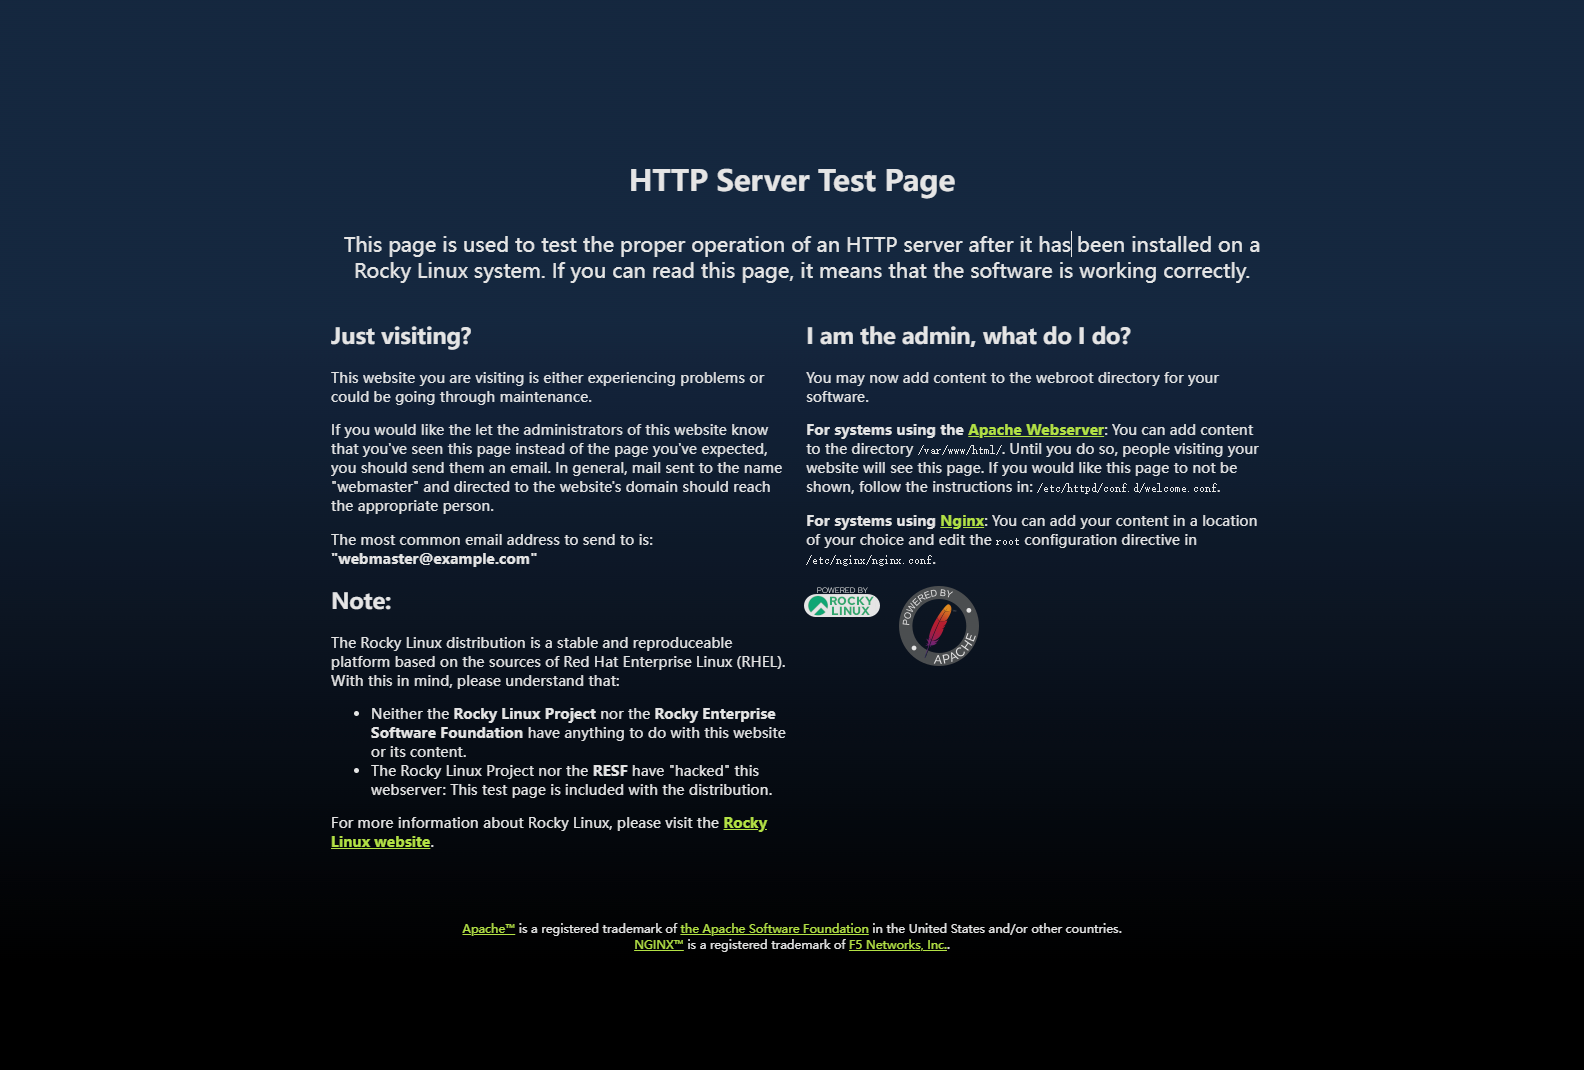 HTTP Server Test Page
This page is used to test the proper operation of an HTTP server after it has been installed on a
Rocky Linux system. If you can read this page, it means that the software is working correctly.
Just visiting?
This website you are visiting is either experiencing problems or
could be going through maintenance.
If you would like the let the administrators of this website know
that you've seen this page instead of the page you've expected,
you should send them an email. In general, mail sent to the name
"webmaster" and directed to the website's domain should reach
the appropriate person.
The most common email address to send to is:
"webmaster@example.com"
Note:
The Rocky Linux distribution is a stable and reproduceable
platform based on the sources of Red Hat Enterprise Linux (RHEL).
With this in mind, please understand that:
• Neither the Rocky Linux Project nor the Rocky Enterprise
Software Foundation have anything to do with this website
or its content.
• The Rocky Linux Project nor the RESF have "hacked" this
webserver: This test page is included with the distribution.
For more information about Rocky Linux, please visit the Rocky
Linux website.
I am the admin, what do I do?
You may now add content to the webroot directory for your
software.
For systems using the Apache Webserver: You can add content
to the directory /var/www/html/. Until you do so, people visiting your
website will see this page. If you would like this page to not be
shown, follow the instructions in: /etc/httpd/conf.d/welcome.conf.
For systems using Nginx: You can add your content in a location
of your choice and edit the root configuration directive in
/etc/nginx/nginx.conf.
POWERED BY
ROCKY
LINUX
POWERED BY
APACHE
Apache™ is a registered trademark of the Apache Software Foundation in the United States and/or other countries.
NGINX™ is a registered trademark of F5 Networks, Inc..